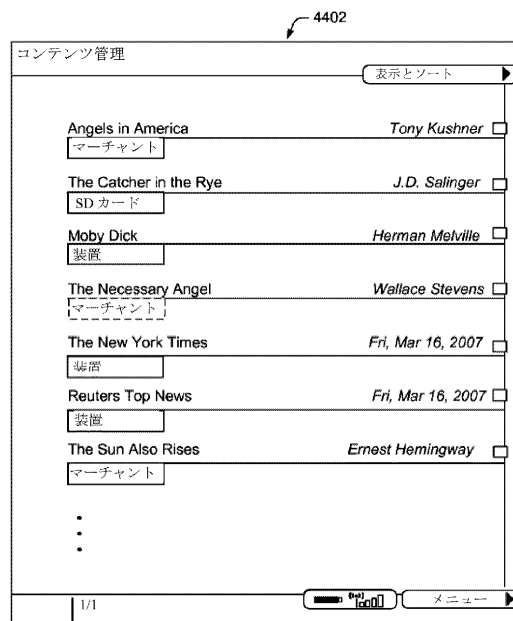 4402
コンテンツ管理
表示とソート
Angels in America Tony Kushner
マーチャント
The Catcher in the Rye J.D. Salinger
SD カード
Moby Dick Herman Melville
装置
The Necessary Angel Wallace Stevens
マーチャント
The New York Times Fri, Mar 16, 2007
装置
Reuters Top News Fri, Mar 16, 2007
装置
The Sun Also Rises Ernest Hemingway
マーチャント
1/1
メニュー